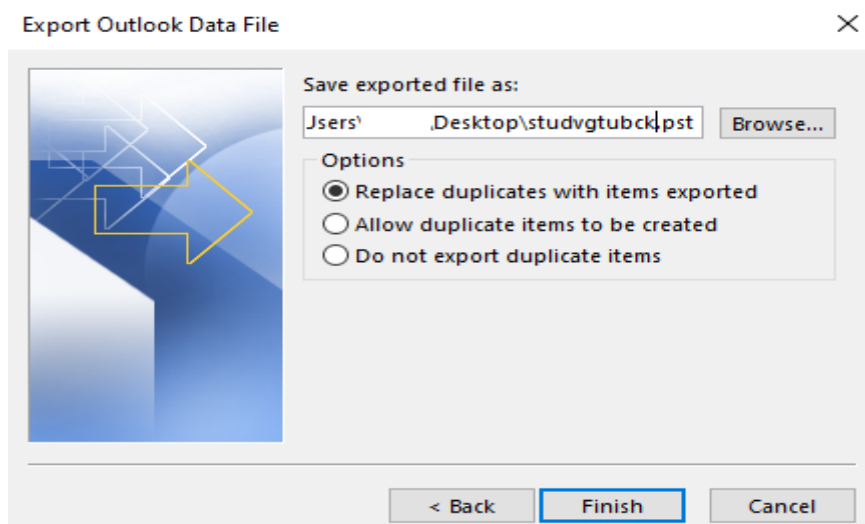 Export Outlook Data File
Save exported file as:
Jsers\ Desktop\studvgtubck.pst Browse...
Options
Replace duplicates with items exported
Allow duplicate items to be created
Do not export duplicate items
< Back Finish Cancel